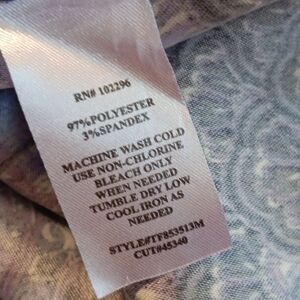 RN# 102296
97%POLYESTER
3%SPANDEX
MACHINE WASH COLD
USE NON-CHLORINE
BLEACH ONLY
WHEN NEEDED
TUMBLE DRY LOW
COOL IRON AS
NEEDED
STYLE#TF853513M
CUT#45340